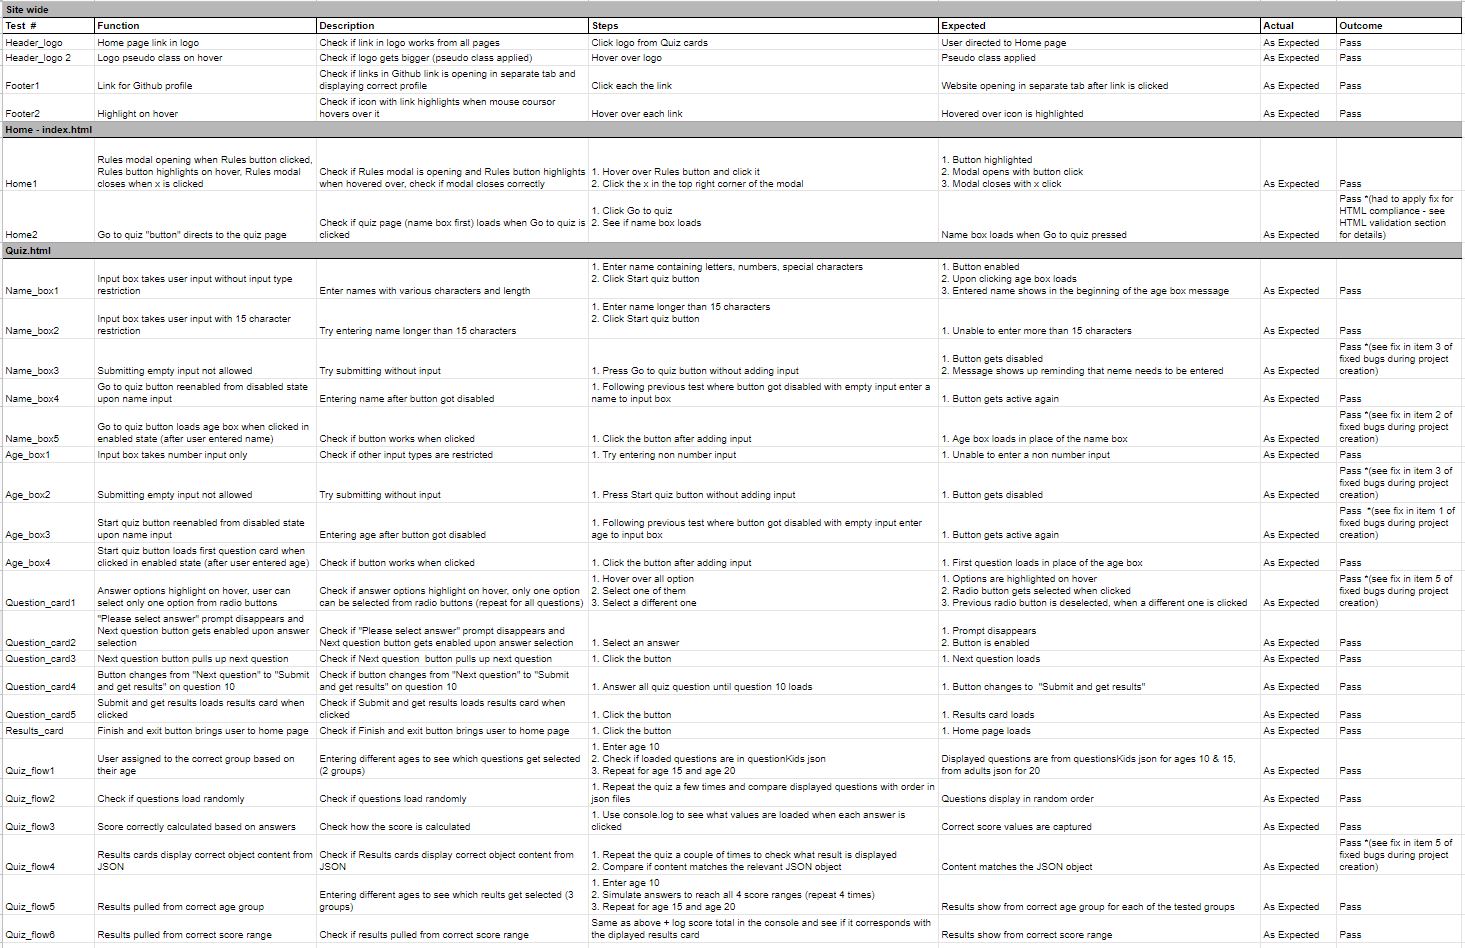 Site wide
Test # Function Description Steps Expected Actual Outcome
Header_logo Home page link in logo Check if link in logo works from all pages Click logo from Quiz cards User directed to Home page As Expected Pass
Header_logo 2 Logo pseudo class on hover Check if logo gets bigger (pseudo class applied) Hover over logo Pseudo class applied As Expected Pass
Check if links in Github link is opening in separate tab and
Footer1 Link for Github profile displaying correct profile Click each the link Website opening in separate tab after link is clicked As Expected Pass
Check if icon with link highlights when mouse coursor
Footer2 Highlight on hover hovers over it Hover over each link Hovered over icon is highlighted As Expected Pass
Home - index.html
Rules modal opening when Rules button clicked, 1. Button highlighted
Rules button highlights on hover, Rules modal Check if Rules modal is opening and Rules button highlights 1. Hover over Rules button and click it 2. Modal opens with button click
Home1 closes when x is clicked when hovered over, check if modal closes correctly 2. Click the x in the top right corner of the modal 3. Modal closes with x click As Expected Pass
Pass *(had to apply fix for
1. Click Go to quiz HTML compliance - see
Check if quiz page (name box first) loads when Go to quiz is 2. See if name box loads HTML validation section
Home2 Go to quiz "button" directs to the quiz page clicked Name box loads when Go to quiz pressed As Expected for details)
Quiz.html
1. Enter name containing letters, numbers, special characters 1. Button enabled
Input box takes user input without input type 2. Click Start quiz button 2. Upon clicking age box loads
Name_box1 restriction Enter names with various characters and length 3. Entered name shows in the beginning of the age box message As Expected Pass
1. Enter name longer than 15 characters
Input box takes user input with 15 character 2. Click Start quiz button
Name_box2 restriction Try entering name longer than 15 characters 1. Unable to enter more than 15 characters As Expected Pass
Pass *(see fix in item 3 of
1. Button gets disabled fixed bugs during project
Name_box3 Submitting empty input not allowed Try submitting without input 1. Press Go to quiz button without adding input 2. Message shows up reminding that neme needs to be entered As Expected creation)
Go to quiz button reenabled from disabled state 1. Following previous test where button got disabled with empty input enter a
Name_box4 upon name input Entering name after button got disabled name to input box 1. Button gets active again As Expected Pass
Pass *(see fix in item 2 of
Go to quiz button loads age box when clicked in fixed bugs during project
Name_box5 enabled state (after user entered name) Check if button works when clicked 1. Click the button after adding input 1. Age box loads in place of the name box As Expected creation)
Age_box1 Input box takes number input only Check if other input types are restricted 1. Try entering non number input 1. Unable to enter a non number input As Expected Pass
Pass *(see fix in item 3 of
fixed bugs during project
Age_box2 Submitting empty input not allowed Try submitting without input 1. Press Start quiz button without adding input 1. Button gets disabled As Expected creation)
Pass *(see fix in item 1 of
Start quiz button reenabled from disabled state 1. Following previous test where button got disabled with empty input enter fixed bugs during project
Age_box3 upon name input Entering age after button got disabled age to input box 1. Button gets active again As Expected creation)
Start quiz button loads first question card when
Age_box4 clicked in enabled state (after user entered age) Check if button works when clicked 1. Click the button after adding input 1. First question loads in place of the age box As Expected Pass
1. Hover over all option 1. Options are highlighted on hover Pass *(see fix in item 5 of
Answer options highlight on hover, user can Check if answer options highlight on hover, only one option 2. Select one of them 2. Radio button gets selected when clicked fixed bugs during project
Question_card1 select only one option from radio buttons can be selected from radio buttons (repeat for all questions) 3. Select a different one 3. Previous radio button is deselected, when a different one is clicked As Expected creation)
"Please select answer" prompt disappears and
Next question button gets enabled upon answer Check if "Please select answer" prompt disappears and 1. Prompt disappears
Question_card2 selection Next question button gets enabled upon answer selection 1. Select an answer 2. Button is enabled As Expected Pass
Question_card3 Next question button pulls up next question Check if Next question button pulls up next question 1. Click the button 1. Next question loads As Expected Pass
Button changes from "Next question" to "Submit Check if button changes from "Next question" to "Submit
Question_card4 and get results" on question 10 and get results" on question 10 1. Answer all quiz question until question 10 loads 1. Button changes to "Submit and get results" As Expected Pass
Submit and get results loads results card when Check if Submit and get results loads results card when
Question_card5 clicked clicked 1. Click the button 1. Results card loads As Expected Pass
Results_card Finish and exit button brings user to home page Check if Finish and exit button brings user to home page 1. Click the button 1. Home page loads As Expected Pass
1. Enter age 10
User assigned to the correct group based on Entering different ages to see which questions get selected 2. Check if loaded questions are in questionKids json Displayed questions are from questionsKids json for ages 10 & 15,
Quiz_flow1 their age (2 groups) 3. Repeat for age 15 and age 20 from adults json for 20 As Expected Pass
1. Repeat the quiz a few times and compare displayed questions with order in
Quiz_flow2 Check if questions load randomly Check if questions load randomly json files Questions display in random order As Expected Pass
1. Use console.log to see what values are loaded when each answer is
Quiz_flow3 Score correctly calculated based on answers Check how the score is calculated clicked Correct score values are captured As Expected Pass
Pass *(see fix in item 5 of
Results cards display correct object content from Check if Results cards display correct object content from 1. Repeat the quiz a couple of times to check what result is displayed fixed bugs during project
Quiz_flow4 JSON JSON 2. Compare if content matches the relevant JSON object Content matches the JSON object As Expected creation)
1. Enter age 10
Entering different ages to see which reults get selected (3 2. Simulate answers to reach all 4 score ranges (repeat 4 times)
Quiz_flow5 Results pulled from correct age group groups) 3. Repeat for age 15 and age 20 Results show from correct age group for each of the tested groups As Expected Pass
Same as above + log score total in the console and see if it corresponds with
Quiz_flow6 Results pulled from correct score range Check if results pulled from correct score range the diplayed results card Results show from correct score range As Expected Pass